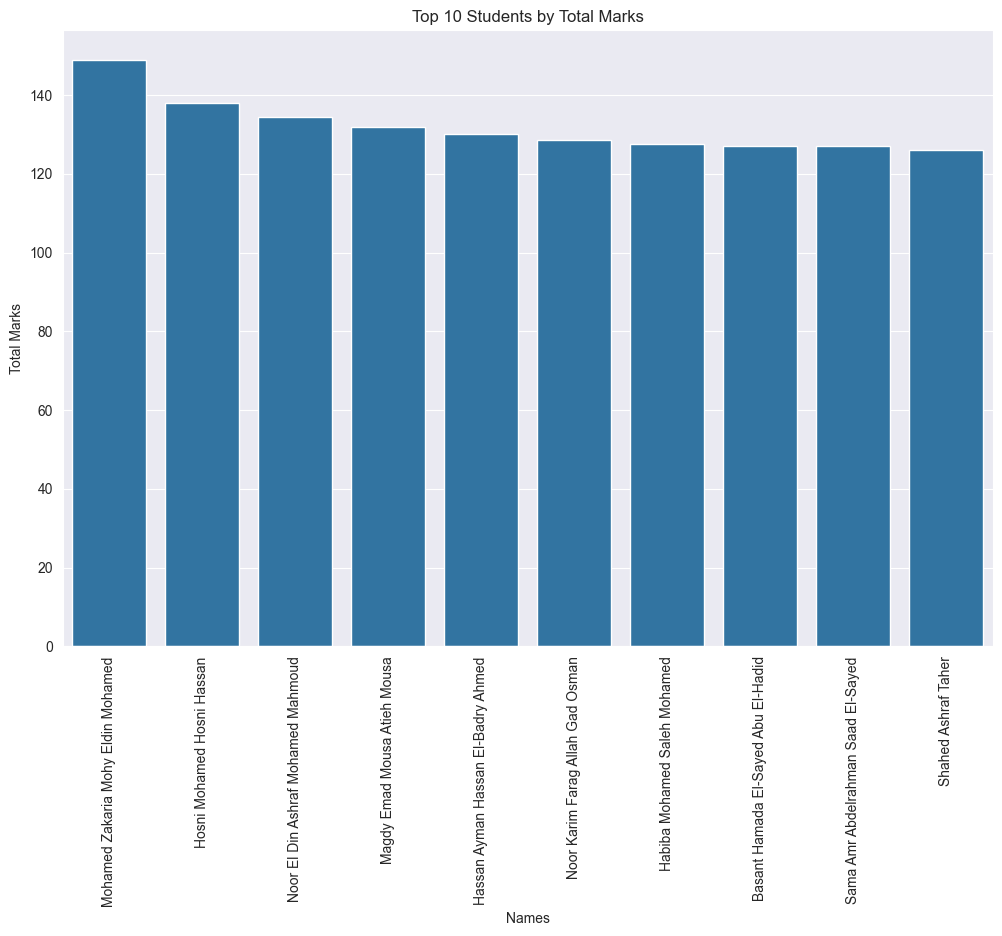 Top 10 Students by Total Marks
Total Marks
140
120
100
80
60
40
20
0
Mohamed Zakaria Mohy Eldin Mohamed
Hosni Mohamed Hosni Hassan
Noor El Din Ashraf Mohamed Mahmoud
Magdy Emad Mousa Atieh Mousa
Hassan Ayman Hassan El-Badry Ahmed
Noor Karim Farag Allah Gad Osman
Habiba Mohamed Saleh Mohamed
Basant Hamada El-Sayed Abu El-Hadid
Sama Amr Abdelrahman Saad El-Sayed
Shahed Ashraf Taher
Names